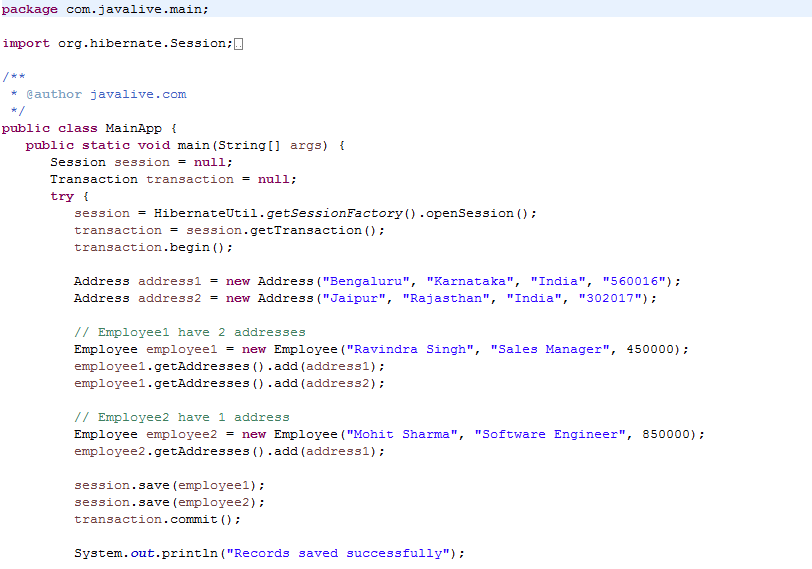 package com.javalive.main;
import org.hibernate.Session;
/**
 * @author javalive.com
 */
public class MainApp {
   public static void main(String[] args) {
      Session session = null;
      Transaction transaction = null;
      try {
         session = HibernateUtil.getSessionFactory().openSession();
         transaction = session.getTransaction();
         transaction.begin();
         Address address1 = new Address("Bengaluru", "Karnataka", "India", "560016");
         Address address2 = new Address("Jaipur", "Rajasthan", "India", "302017");
         // Employee1 have 2 addresses
         Employee employee1 = new Employee("Ravindra Singh", "Sales Manager", 450000);
         employee1.getAddresses().add(address1);
         employee1.getAddresses().add(address2);
         // Employee2 have 1 address
         Employee employee2 = new Employee("Mohit Sharma", "Software Engineer", 850000);
         employee2.getAddresses().add(address1);
         session.save(employee1);
         session.save(employee2);
         transaction.commit();
         System.out.println("Records saved successfully");